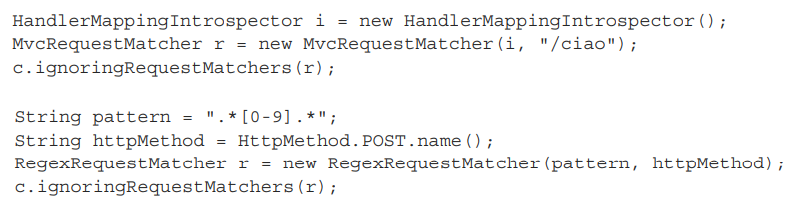 HandlerMappingIntrospector i = new HandlerMappingIntrospector();
MvcRequestMatcher r = new MvcRequestMatcher(i, "/ciao");
c.ignoringRequestMatchers(r);

String pattern = ".*[0-9].*";
String httpMethod = HttpMethod.POST.name();
RegexRequestMatcher r = new RegexRequestMatcher(pattern, httpMethod);
c.ignoringRequestMatchers(r);